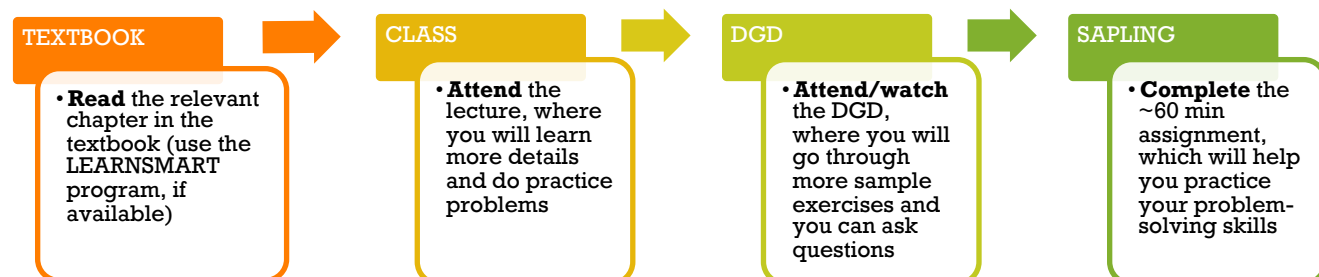 TEXTBOOK
• Read the relevant
chapter in the
textbook (use the
LEARNSMART
program, if
available)
CLASS
• Attend the
lecture, where
you will learn
more details
and do practice
problems
DGD
• Attend/watch
the DGD,
where you will
go through
more sample
exercises and
you can ask
questions
SAPLING
• Complete the
~60 min
assignment,
which will help
you practice
your problem-
solving skills